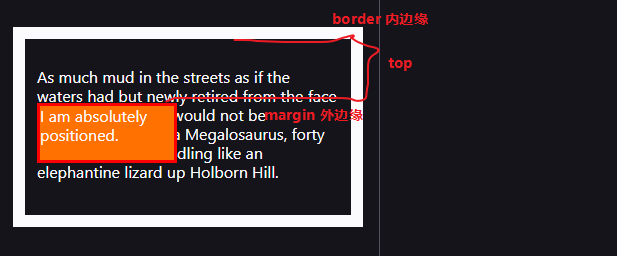 border 内边缘
top
As much mud in the streets as if the
waters had but newly retired from the face
I am absolutely would not be margin 外边缘
positioned. a Megalosaurus, forty
dling like an
elephantine lizard up Holborn Hill.